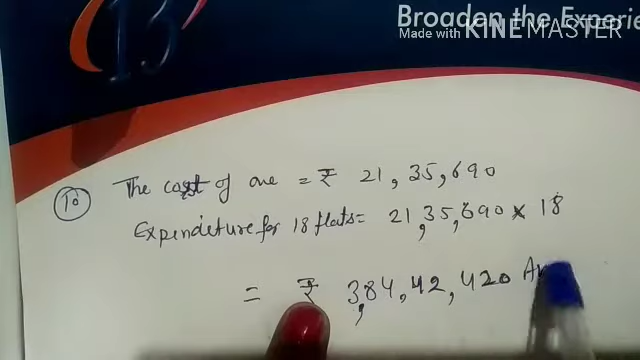 Broaden the Experie
Made with KINEMASTER
13
10 The cost of one = ₹ 21,35,690
Expenditure for 18 flats = 21,35,690 × 18
= ₹ 3,84,42,420